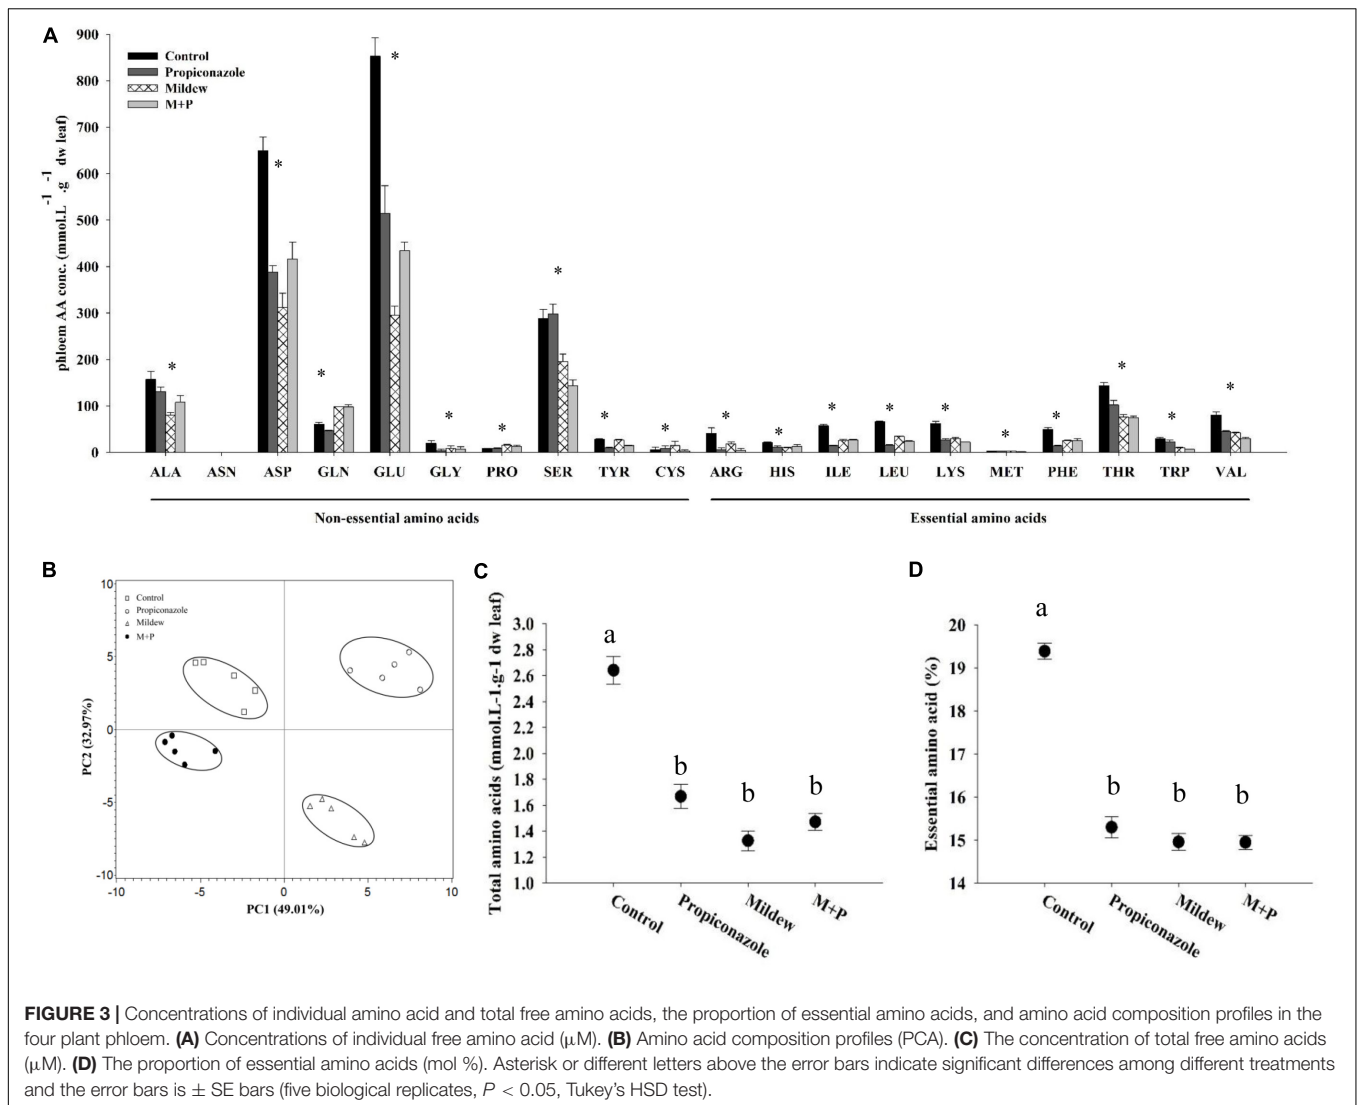 A
900
800
700
600
500
400
300
200
100
0
phloem AA conc. (mmol.L-1.g-1 dw leaf)
Control
Propiconazole
Mildew
M+P
* * * * * * * * * * * * * * * * * * *
ALA ASN ASP GLN GLU GLY PRO SER TYR CYS ARG HIS ILE LEU LYS MET PHE THR TRP VAL
Non-essential amino acids Essential amino acids
B
10
5
0
-5
-10
PC2 (32.97%)
Control
Propiconazole
Mildew
M+P
-10 -5 0 5 10
PC1 (49.01%)
C
3.0
2.8
2.6
2.4
2.2
2.0
1.8
1.6
1.4
1.2
1.0
Total amino acids (mmol.L-1.g-1 dw leaf)
a
b
b
b
Control
Propiconazole
Mildew
M+P
D
20
19
18
17
16
15
14
Essential amino acid (%)
a
b
b
b
Control
Propiconazole
Mildew
M+P
FIGURE 3 | Concentrations of individual amino acid and total free amino acids, the proportion of essential amino acids, and amino acid composition profiles in the
four plant phloem. (A) Concentrations of individual free amino acid (μM). (B) Amino acid composition profiles (PCA). (C) The concentration of total free amino acids
(μM). (D) The proportion of essential amino acids (mol %). Asterisk or different letters above the error bars indicate significant differences among different treatments
and the error bars is ± SE bars (five biological replicates, P < 0.05, Tukey's HSD test).